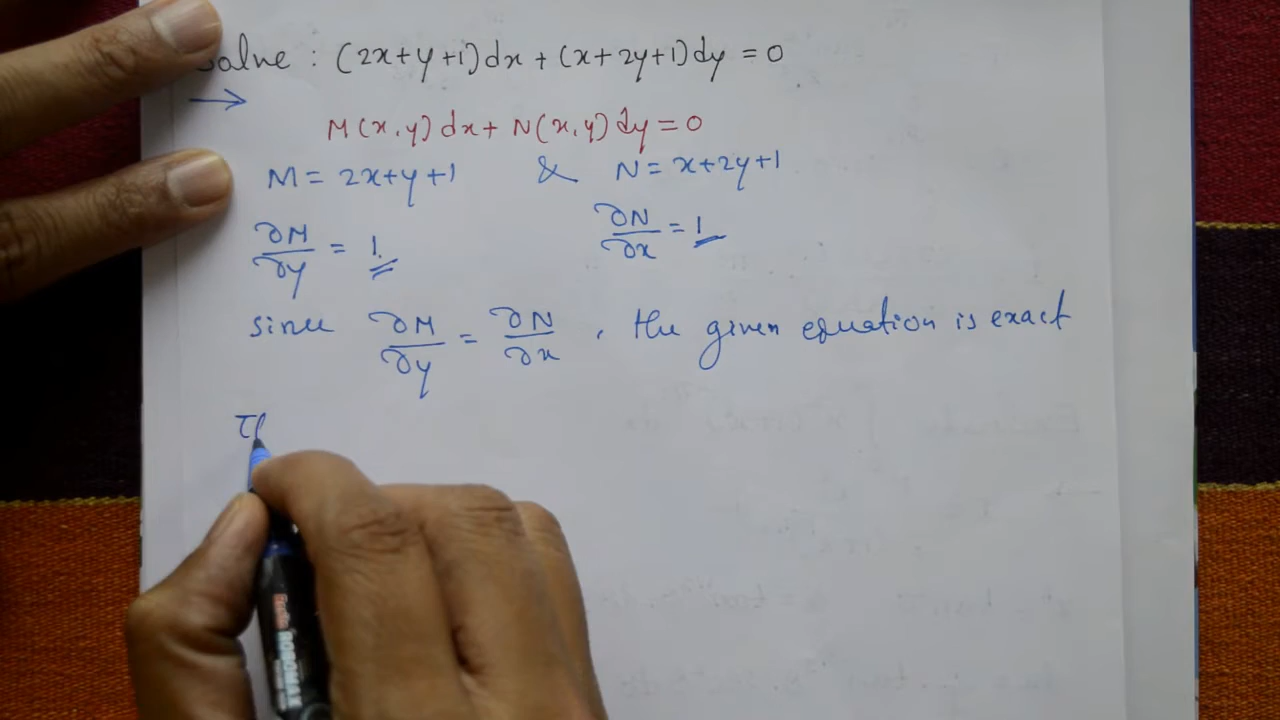 solve : (2x+y+1)dx + (x+2y+1)dy = 0
M(x,y)dx + N(x,y)dy = 0
M = 2x+y+1 & N = x+2y+1
∂M/∂y = 1 ∂N/∂x = 1
since ∂M/∂y = ∂N/∂x , the given equation is exact